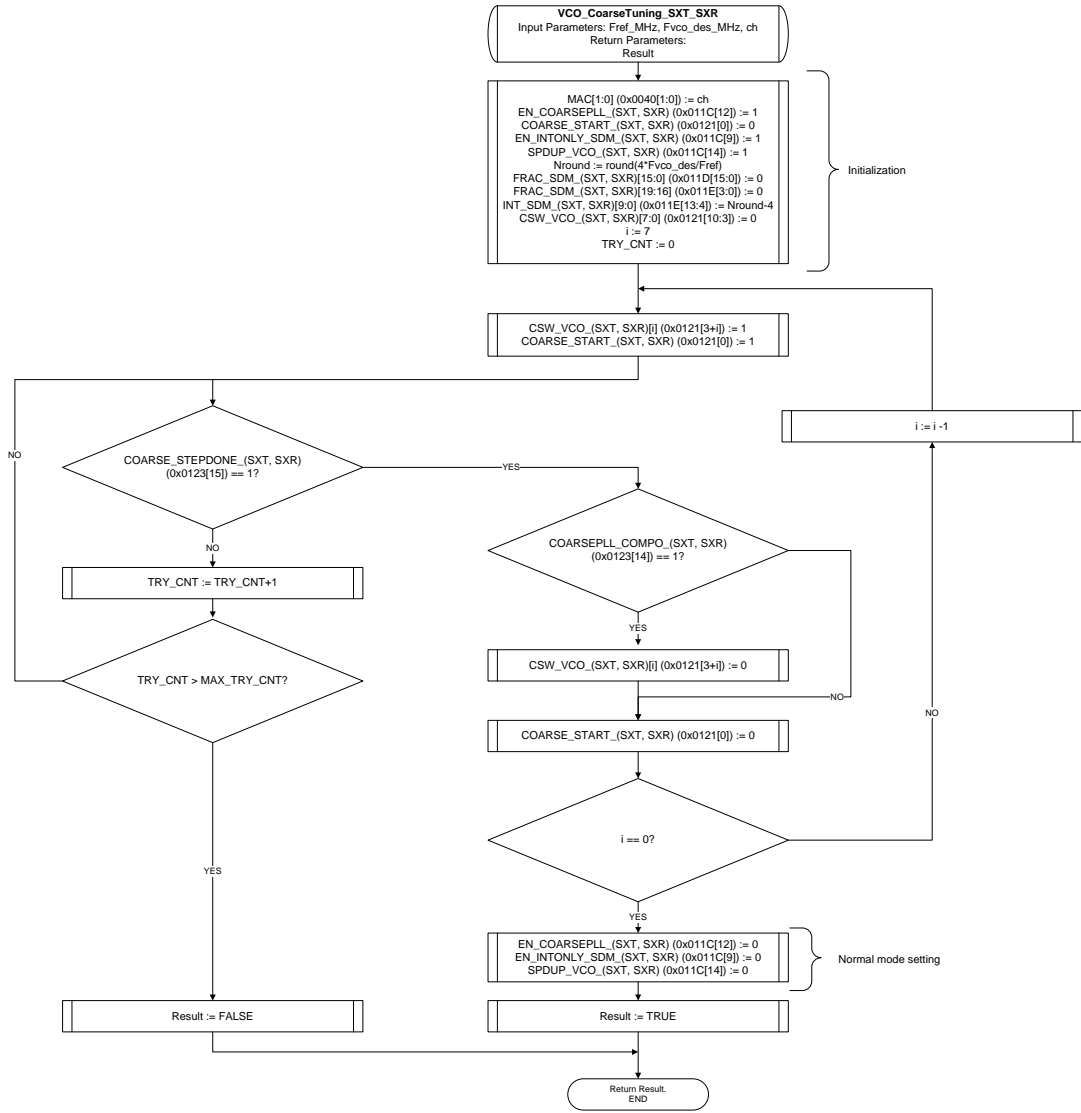 VCO_CoarseTuning_SXT_SXR
Input Parameters: Fref_MHz, Fvco_des_MHz, ch
Return Parameters:
Result
MAC[1:0] (0x0040[1:0]) := ch
EN_COARSEPLL_(SXT, SXR) (0x011C[12]) := 1
COARSE_START_(SXT, SXR) (0x0121[0]) := 0
EN_INTONLY_SDM_(SXT, SXR) (0x011C[9]) := 1
SPDUP_VCO_(SXT, SXR) (0x011C[14]) := 1
Nround := round(4*Fvco_des/Fref)
FRAC_SDM_(SXT, SXR)[15:0] (0x011D[15:0]) := 0
FRAC_SDM_(SXT, SXR)[19:16] (0x011E[3:0]) := 0
INT_SDM_(SXT, SXR)[9:0] (0x011E[13:4]) := Nround-4
CSW_VCO_(SXT, SXR)[7:0] (0x0121[10:3]) := 0
i := 7
TRY_CNT := 0
Initialization
CSW_VCO_(SXT, SXR)[i] (0x0121[3+i]) := 1
COARSE_START_(SXT, SXR) (0x0121[0]) := 1
i := i -1
NO
COARSE_STEPDONE_(SXT, SXR)
(0x0123[15]) == 1?
YES
NO
COARSEPLL_COMPO_(SXT, SXR)
(0x0123[14]) == 1?
TRY_CNT := TRY_CNT+1
YES
TRY_CNT > MAX_TRY_CNT?
CSW_VCO_(SXT, SXR)[i] (0x0121[3+i]) := 0
NO
NO
COARSE_START_(SXT, SXR) (0x0121[0]) := 0
i == 0?
YES
YES
EN_COARSEPLL_(SXT, SXR) (0x011C[12]) := 0
EN_INTONLY_SDM_(SXT, SXR) (0x011C[9]) := 0
SPDUP_VCO_(SXT, SXR) (0x011C[14]) := 0
Normal mode setting
Result := FALSE
Result := TRUE
Return Result.
END